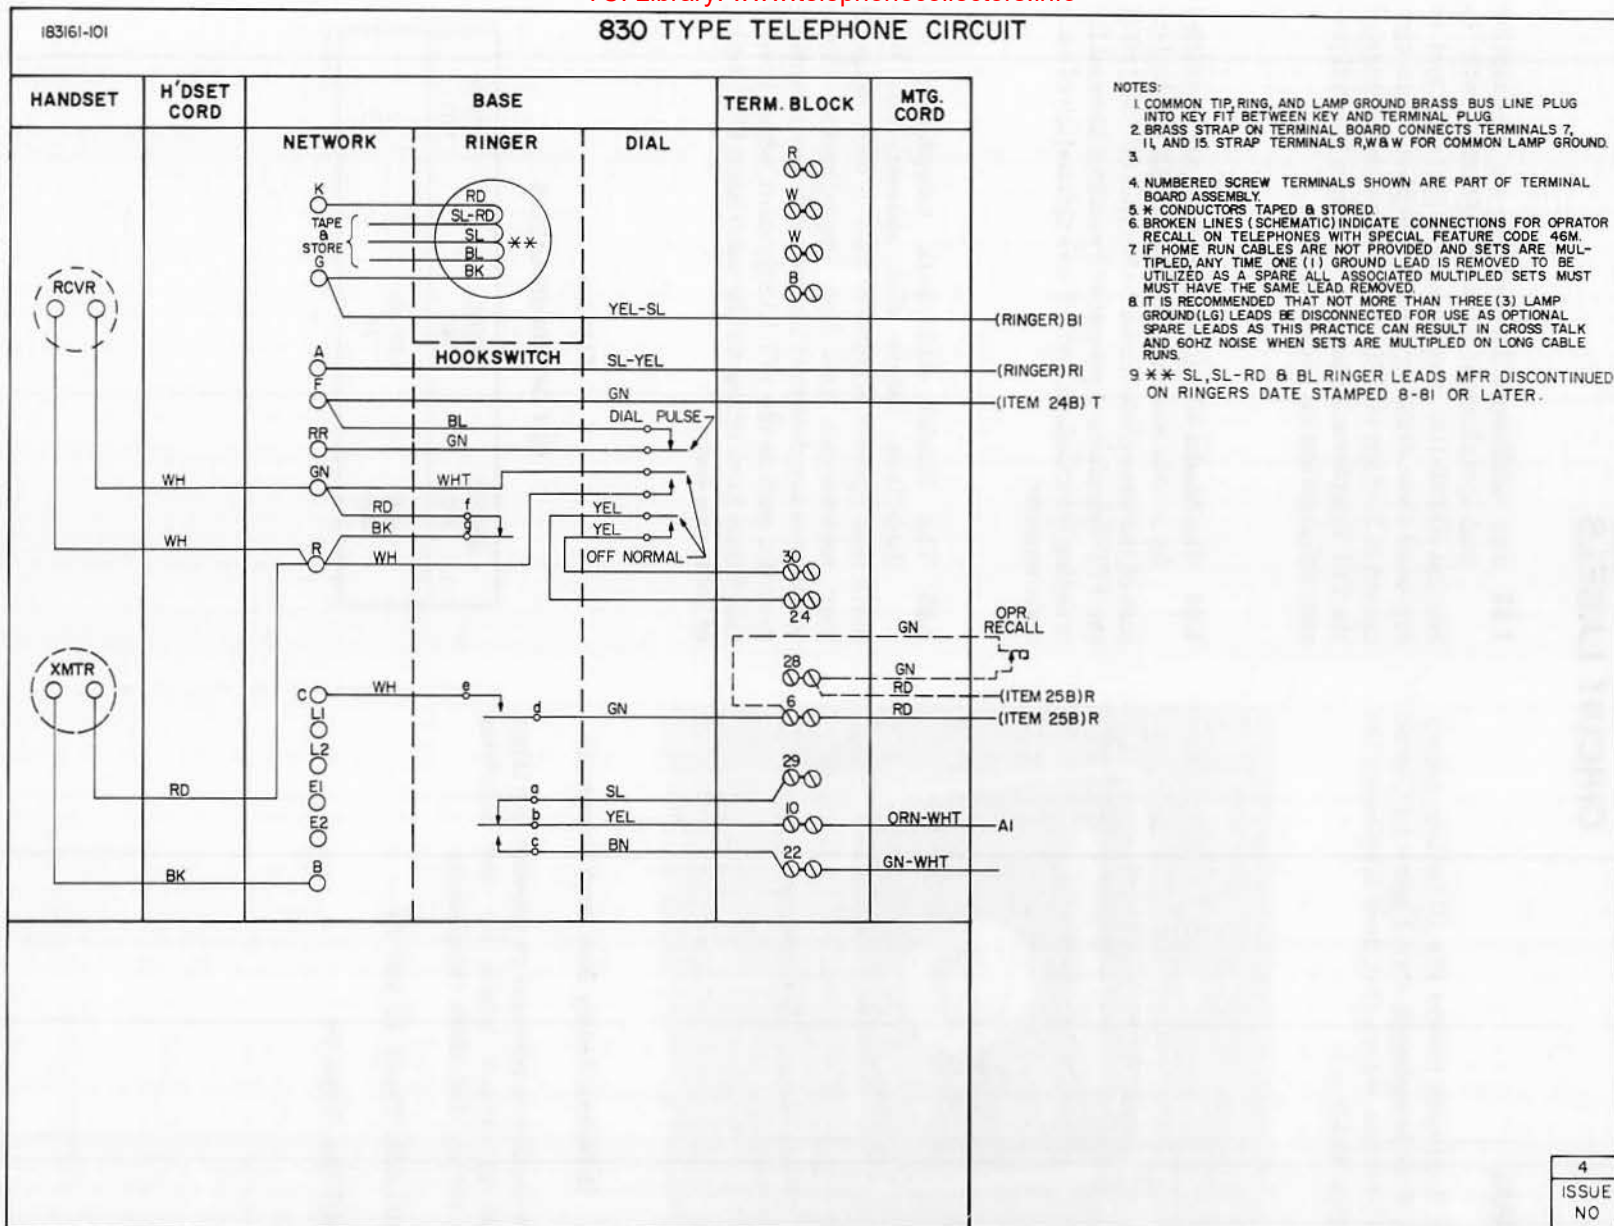 183161-101
830 TYPE TELEPHONE CIRCUIT
HANDSET
H'DSET CORD
BASE
TERM. BLOCK
MTG. CORD
NETWORK
RINGER
DIAL
K
TAPE & STORE
G
RD
SL-RD
SL
BL
BK
**
R
W
W
B
RCVR
YEL-SL
(RINGER) B1
HOOKSWITCH
A
SL-YEL
(RINGER) R1
F
GN
(ITEM 24B) T
BL
DIAL PULSE
RR
GN
GN
WH
WHT
RD
f
YEL
BK
g
YEL
WH
R
WH
OFF NORMAL
30
24
OPR. RECALL
GN
XMTR
28
GN
RD
(ITEM 25B) R
C
WH
e
d
GN
6
RD
(ITEM 25B) R
L1
L2
29
E1
RD
a
SL
E2
b
YEL
10
ORN-WHT
A1
c
BN
22
GN-WHT
B
BK
NOTES:
1. COMMON TIP, RING, AND LAMP GROUND BRASS BUS LINE PLUG
INTO KEY FIT BETWEEN KEY AND TERMINAL PLUG.
2. BRASS STRAP ON TERMINAL BOARD CONNECTS TERMINALS 7,
11, AND 15. STRAP TERMINALS R,W&W FOR COMMON LAMP GROUND.
3.
4. NUMBERED SCREW TERMINALS SHOWN ARE PART OF TERMINAL
BOARD ASSEMBLY.
5. * CONDUCTORS TAPED & STORED.
6. BROKEN LINES (SCHEMATIC) INDICATE CONNECTIONS FOR OPRATOR
RECALL ON TELEPHONES WITH SPECIAL FEATURE CODE 46M.
7. IF HOME RUN CABLES ARE NOT PROVIDED AND SETS ARE MUL-
TIPLED, ANY TIME ONE (1) GROUND LEAD IS REMOVED TO BE
UTILIZED AS A SPARE ALL ASSOCIATED MULTIPLED SETS MUST
MUST HAVE THE SAME LEAD REMOVED.
8. IT IS RECOMMENDED THAT NOT MORE THAN THREE (3) LAMP
GROUND (LG) LEADS BE DISCONNECTED FOR USE AS OPTIONAL
SPARE LEADS AS THIS PRACTICE CAN RESULT IN CROSS TALK
AND 60HZ NOISE WHEN SETS ARE MULTIPLED ON LONG CABLE
RUNS.
9. ** SL, SL-RD & BL RINGER LEADS MFR DISCONTINUED
ON RINGERS DATE STAMPED 8-81 OR LATER.
4
ISSUE
NO